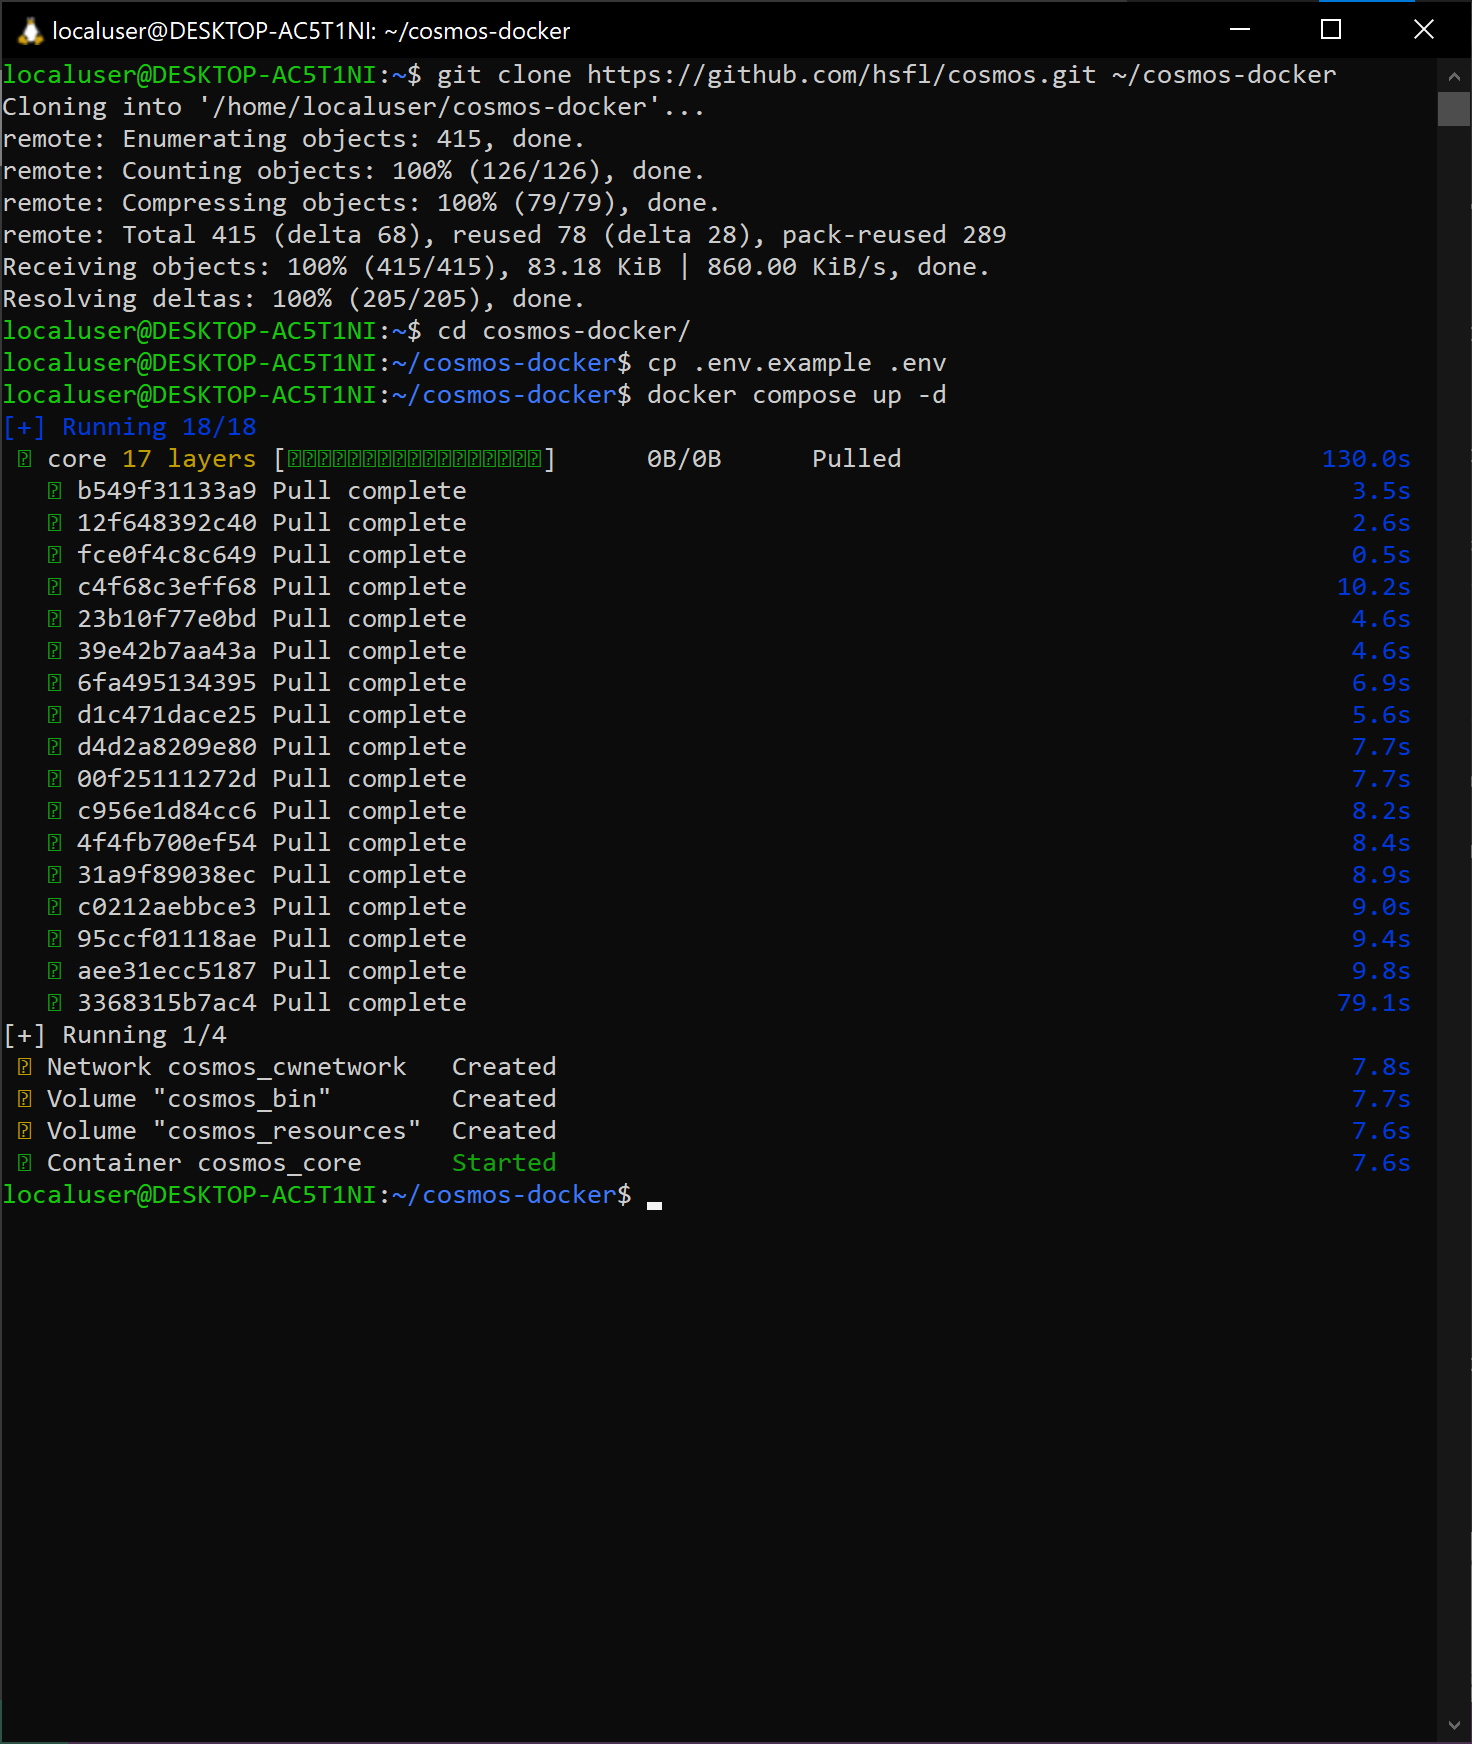 localuser@DESKTOP-AC5T1NI: ~/cosmos-docker
localuser@DESKTOP-AC5T1NI:~$ git clone https://github.com/hsfl/cosmos.git ~/cosmos-docker
Cloning into '/home/localuser/cosmos-docker'...
remote: Enumerating objects: 415, done.
remote: Counting objects: 100% (126/126), done.
remote: Compressing objects: 100% (79/79), done.
remote: Total 415 (delta 68), reused 78 (delta 28), pack-reused 289
Receiving objects: 100% (415/415), 83.18 KiB | 860.00 KiB/s, done.
Resolving deltas: 100% (205/205), done.
localuser@DESKTOP-AC5T1NI:~$ cd cosmos-docker/
localuser@DESKTOP-AC5T1NI:~/cosmos-docker$ cp .env.example .env
localuser@DESKTOP-AC5T1NI:~/cosmos-docker$ docker compose up -d
[+] Running 18/18
⍰ core 17 layers [⍰⍰⍰⍰⍰⍰⍰⍰⍰⍰⍰⍰⍰⍰⍰⍰⍰] 0B/0B Pulled 130.0s
⍰ b549f31133a9 Pull complete 3.5s
⍰ 12f648392c40 Pull complete 2.6s
⍰ fce0f4c8c649 Pull complete 0.5s
⍰ c4f68c3eff68 Pull complete 10.2s
⍰ 23b10f77e0bd Pull complete 4.6s
⍰ 39e42b7aa43a Pull complete 4.6s
⍰ 6fa495134395 Pull complete 6.9s
⍰ d1c471dace25 Pull complete 5.6s
⍰ d4d2a8209e80 Pull complete 7.7s
⍰ 00f25111272d Pull complete 7.7s
⍰ c956e1d84cc6 Pull complete 8.2s
⍰ 4f4fb700ef54 Pull complete 8.4s
⍰ 31a9f89038ec Pull complete 8.9s
⍰ c0212aebbce3 Pull complete 9.0s
⍰ 95ccf01118ae Pull complete 9.4s
⍰ aee31ecc5187 Pull complete 9.8s
⍰ 3368315b7ac4 Pull complete 79.1s
[+] Running 1/4
⍰ Network cosmos_cwnetwork Created 7.8s
⍰ Volume "cosmos_bin" Created 7.7s
⍰ Volume "cosmos_resources" Created 7.6s
⍰ Container cosmos_core Started 7.6s
localuser@DESKTOP-AC5T1NI:~/cosmos-docker$